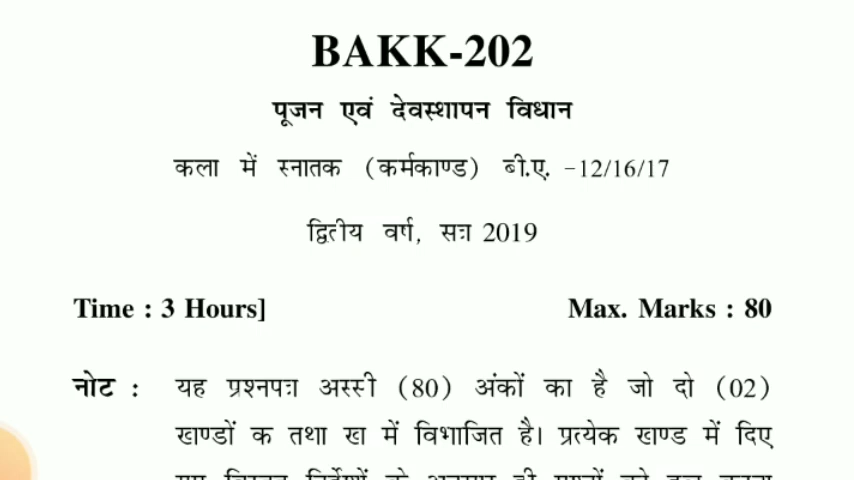 BAKK-202
पूजन एवं देवस्थापन विधान
कला में स्नातक (कर्मकाण्ड) बी.ए. -12/16/17
द्वितीय वर्ष, सत्र 2019
Time : 3 Hours] Max. Marks : 80
नोट : यह प्रश्नपत्र अस्सी (80) अंकों का है जो दो (02)
खण्डों क तथा ख में विभाजित है। प्रत्येक खण्ड में दिए